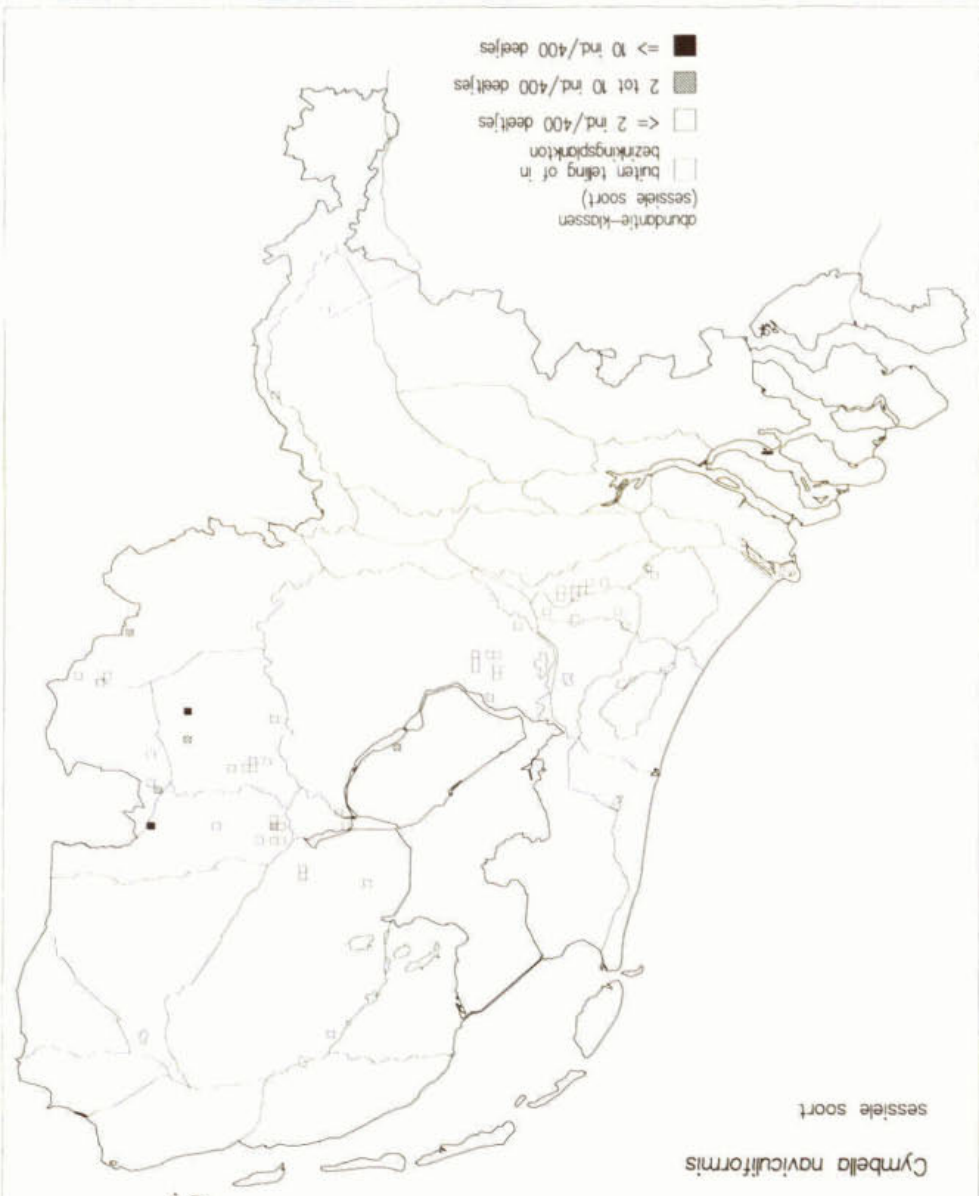 Cymbella naviculiformis
sessiele soort
abundantie-klassen
(sessiele soort)
buiten telling of in
bezinkingsplankton
<= 2 ind./400 deeltjes
2 tot 10 ind./400 deeltjes
=> 10 ind./400 deeltjes